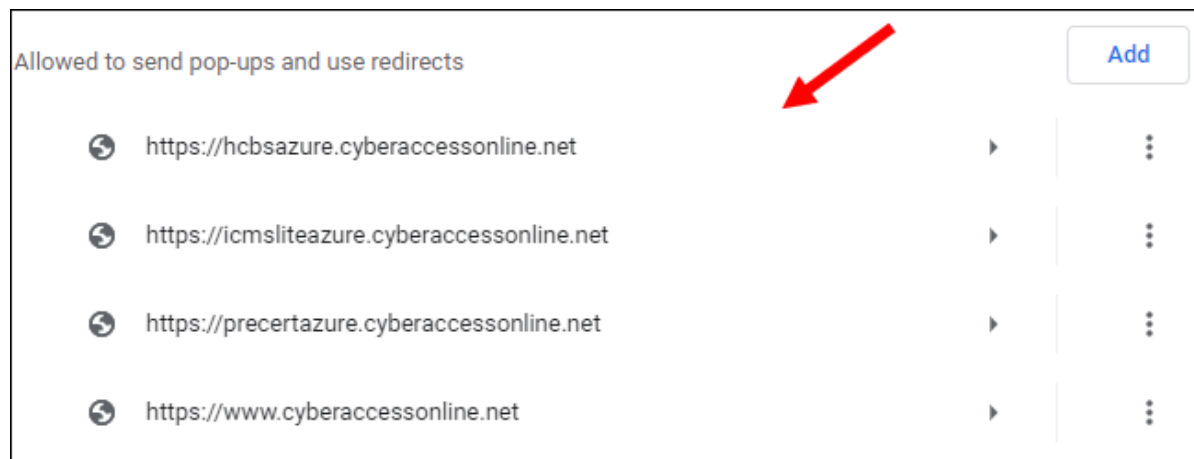 Allowed to send pop-ups and use redirects
Add
https://hcbsazure.cyberaccessonline.net
https://icmsliteazure.cyberaccessonline.net
https://precertazure.cyberaccessonline.net
https://www.cyberaccessonline.net